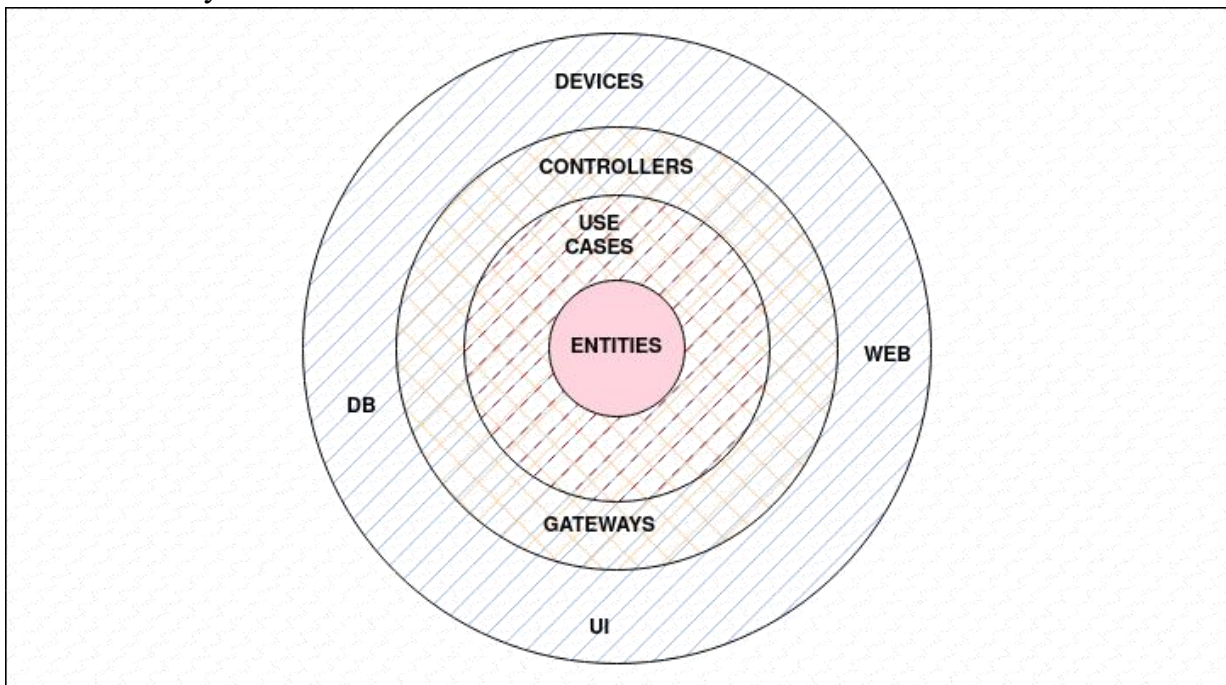 DEVICES
CONTROLLERS
USE
CASES
ENTITIES
WEB
DB
GATEWAYS
UI